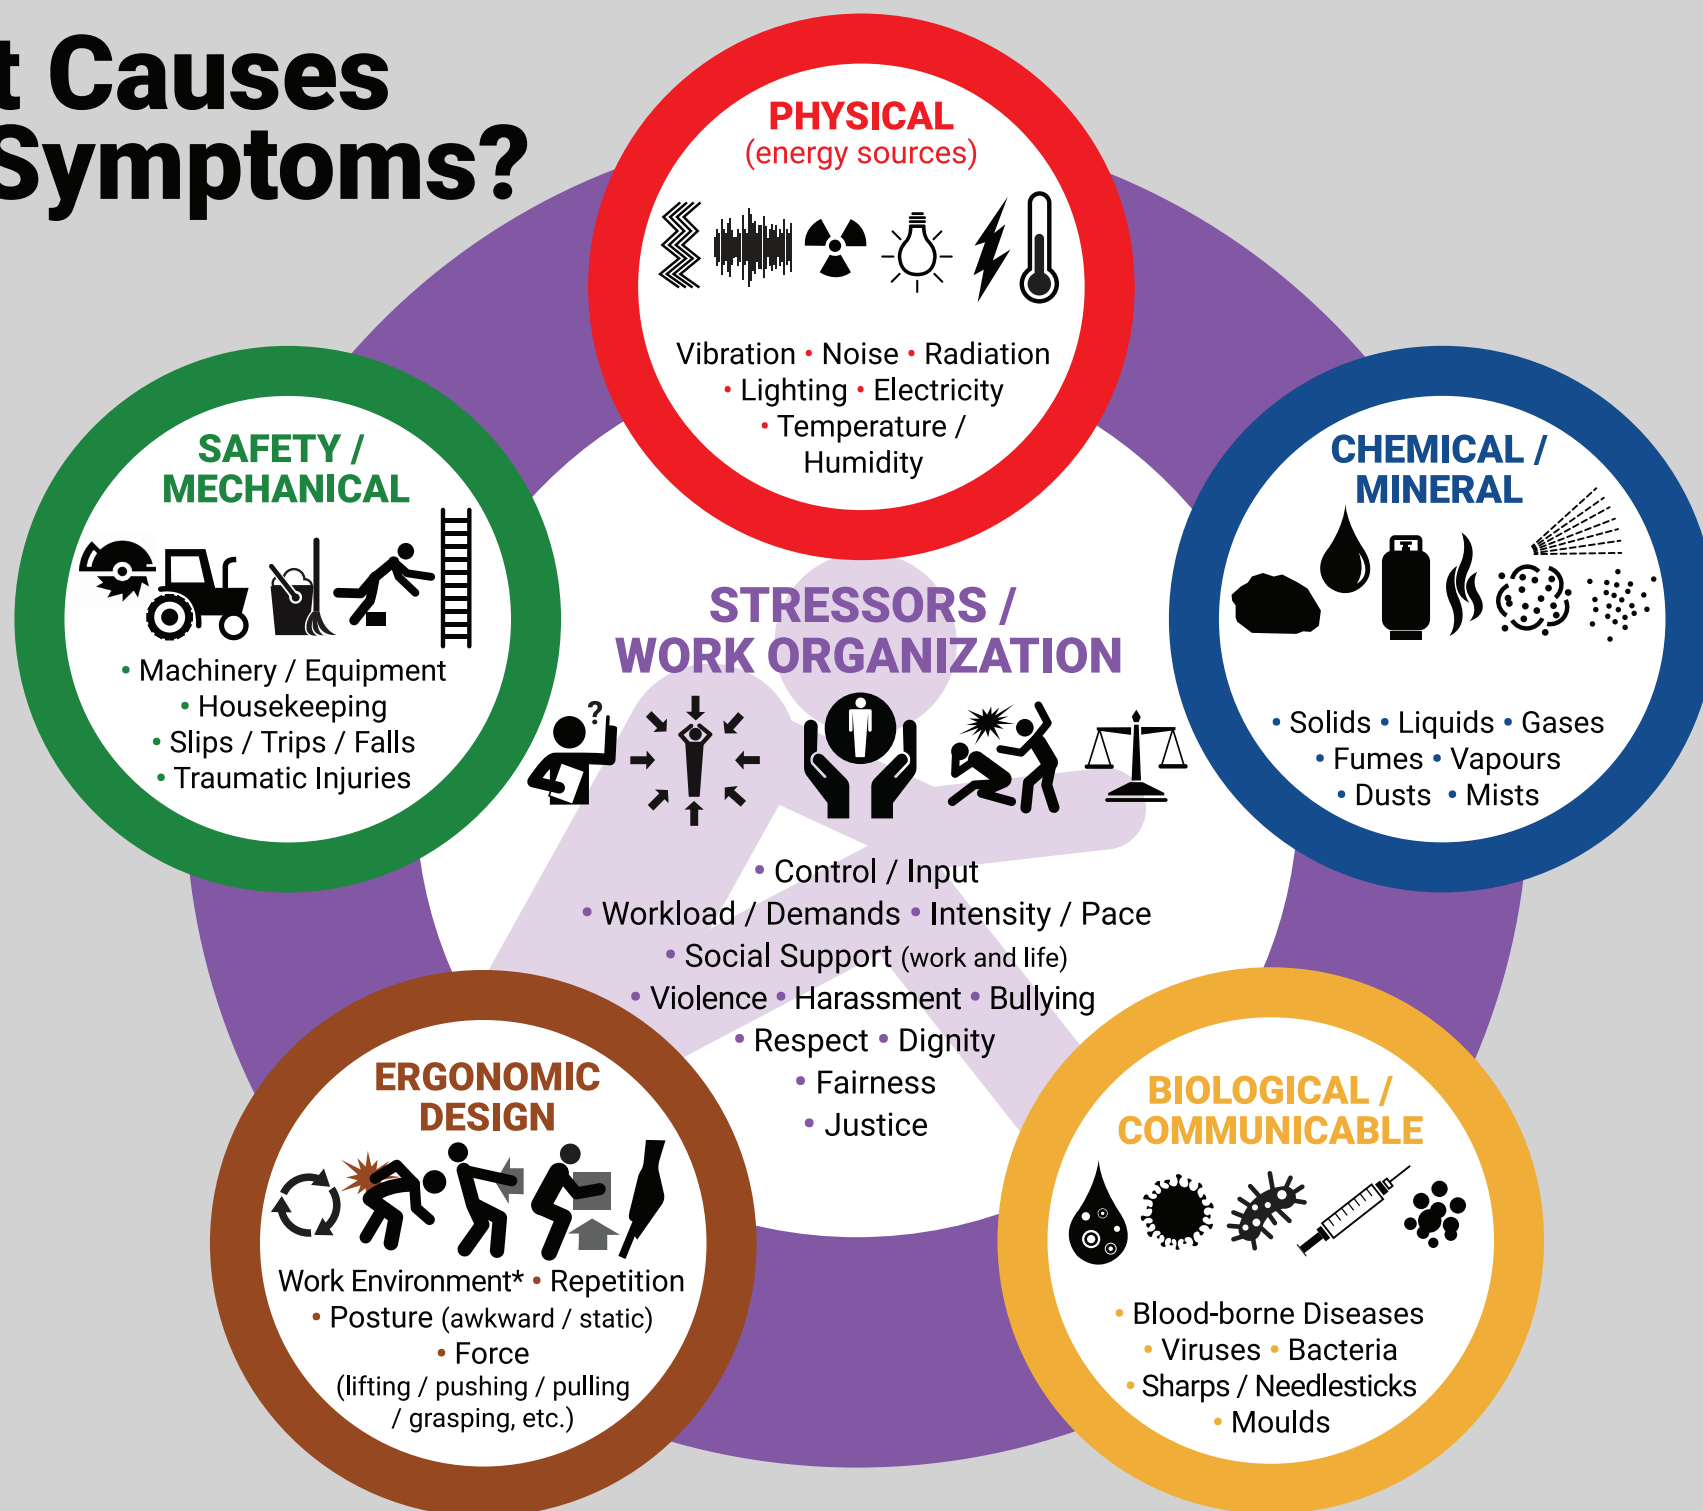 t Causes
Symptoms?
PHYSICAL
(energy sources)
Vibration • Noise • Radiation
• Lighting • Electricity
• Temperature /
Humidity
SAFETY /
MECHANICAL
• Machinery / Equipment
• Housekeeping
• Slips / Trips / Falls
• Traumatic Injuries
CHEMICAL /
MINERAL
• Solids • Liquids • Gases
• Fumes • Vapours
• Dusts • Mists
STRESSORS /
WORK ORGANIZATION
?
• Control / Input
• Workload / Demands • Intensity / Pace
• Social Support (work and life)
• Violence • Harassment • Bullying
• Respect • Dignity
• Fairness
• Justice
ERGONOMIC
DESIGN
Work Environment* • Repetition
• Posture (awkward / static)
• Force
(lifting / pushing / pulling
/ grasping, etc.)
BIOLOGICAL /
COMMUNICABLE
• Blood-borne Diseases
• Viruses • Bacteria
• Sharps / Needlesticks
• Moulds